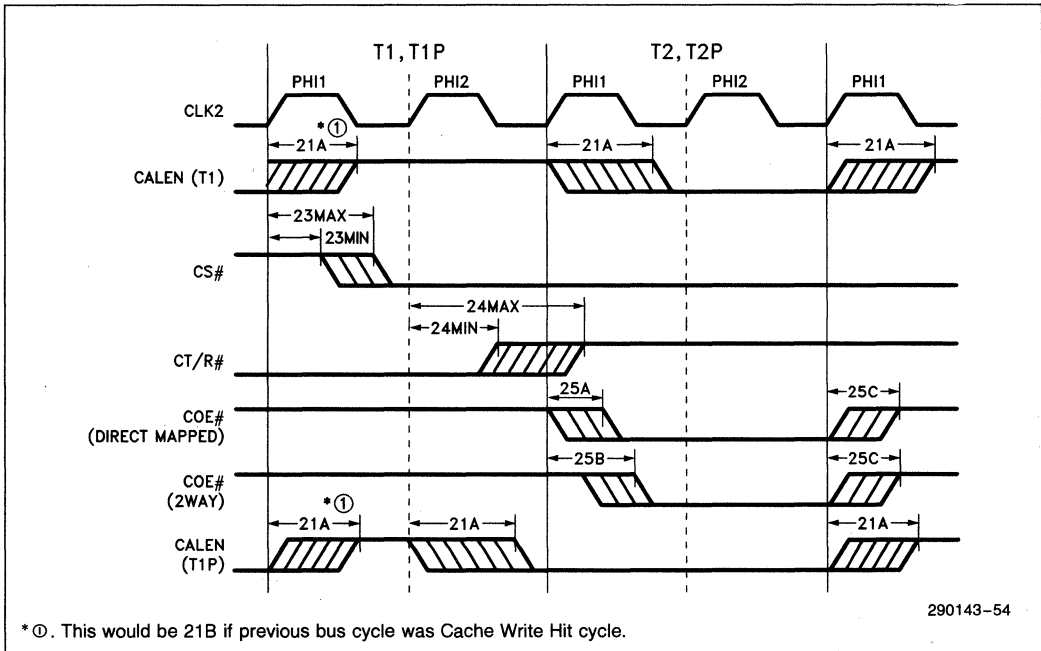 T1, T1P
T2, T2P
CLK2
PHI1
PHI2
PHI1
PHI2
PHI1
*①
CALEN (T1)
21A
21A
21A
23MAX
23MIN
CS#
24MAX
24MIN
CT/R#
COE#
(DIRECT MAPPED)
25A
25C
COE#
(2WAY)
25B
25C
*①
CALEN
(T1P)
21A
21A
21A
290143-54
*①. This would be 21B if previous bus cycle was Cache Write Hit cycle.